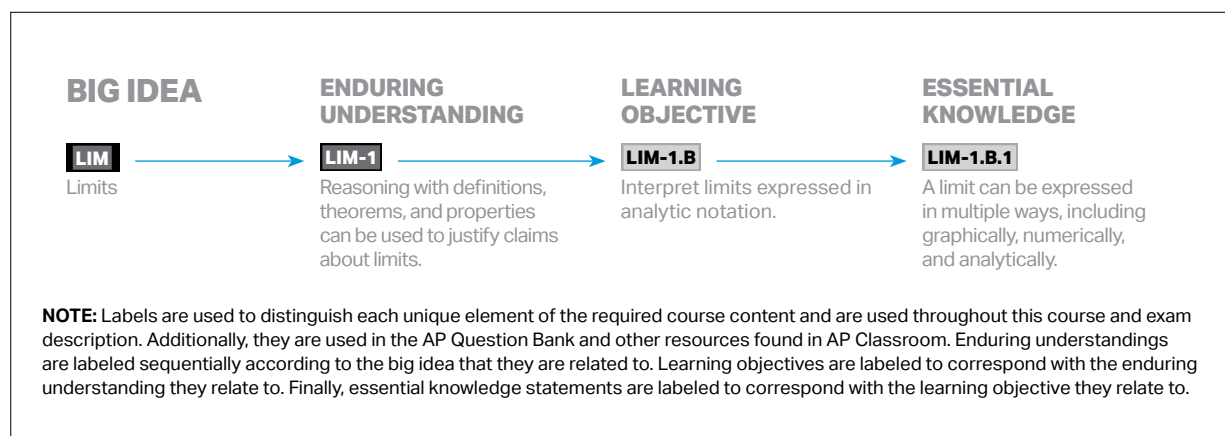 BIG IDEA
LIM
Limits
ENDURING
UNDERSTANDING
LIM-1
Reasoning with definitions,
theorems, and properties
can be used to justify claims
about limits.
LEARNING
OBJECTIVE
LIM-1.B
Interpret limits expressed in
analytic notation.
ESSENTIAL
KNOWLEDGE
LIM-1.B.1
A limit can be expressed
in multiple ways, including
graphically, numerically,
and analytically.
NOTE: Labels are used to distinguish each unique element of the required course content and are used throughout this course and exam
description. Additionally, they are used in the AP Question Bank and other resources found in AP Classroom. Enduring understandings
are labeled sequentially according to the big idea that they are related to. Learning objectives are labeled to correspond with the enduring
understanding they relate to. Finally, essential knowledge statements are labeled to correspond with the learning objective they relate to.